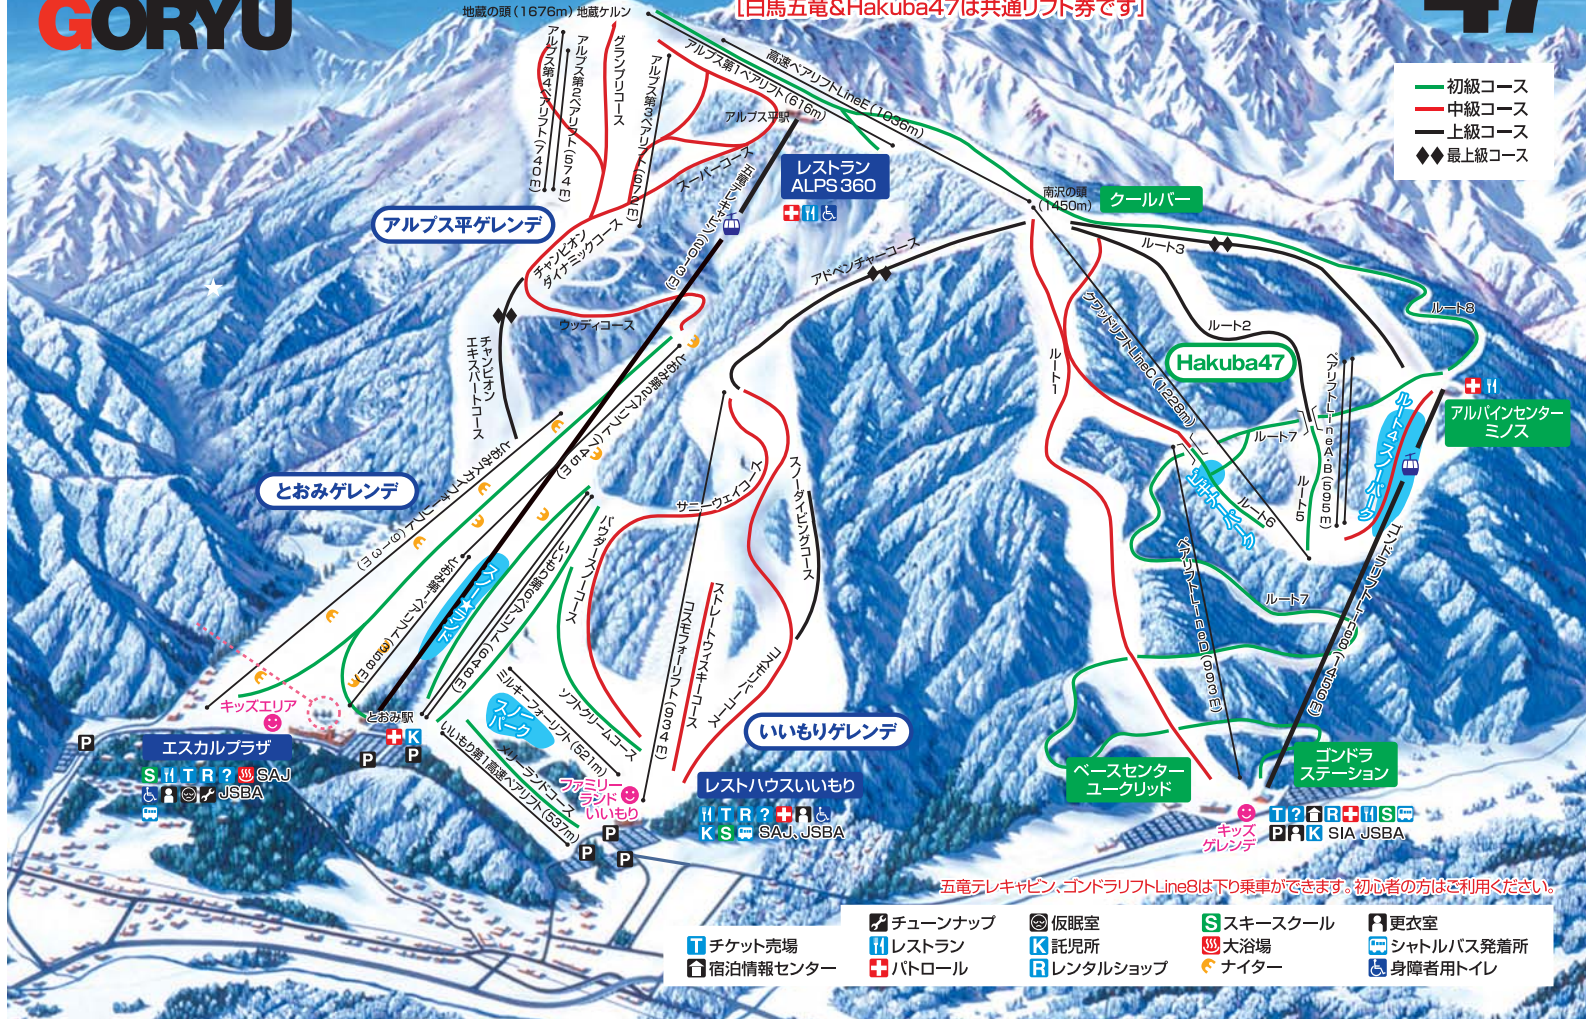 GORYU
47
[白馬五竜&Hakuba47は共通リフト券です]
地蔵の頭(1676m) 地蔵ケルン
初級コース
中級コース
上級コース
最上級コース
アルプス第4ペアリフト(740m)
アルプス第2ペアリフト(574m)
グランプリコース
アルプス第3ペアリフト(672m)
アルプス第1ペアリフト(616m)
高速ペアリフトLineE(1036m)
アルプス平駅
レストラン
ALPS 360
スーパーコース
五竜テレキャビン(2013m)
南沢の頭
(1450m)
クールバー
アルプス平ゲレンデ
チャンピオン
ダイナミックコース
アドベンチャーコース
ルート3
ルート8
ウッディコース
ルート2
クワッドリフトLineC(1228m)
Hakuba47
チャンピオン
エキスパートコース
とおみ第2ペアリフト(745m)
ルート1
ペアリフトLineA・B(595m)
ルート4スノーパーク
アルパインセンター
ミノス
とおみスカイフォーリフト(913m)
ルート7
とおみゲレンデ
サニーウェイコース
スノーダイビングコース
ルート6
ルート5
パウダースノーコース
ペアリフトLineD(693m)
ゴンドラリフトLine8(1456m)
いいもり第6ペアリフト(648m)
とおみ第1ペアリフト(358m)
ルート7
ストレートウィスキーコース
コスモフォーリフト(934m)
コスモリバーコース
ミルキーフォーリフト(521m)
ソフトクリームコース
キッズエリア
とおみ駅
スノー
パーク
いいもりゲレンデ
エスカルプラザ
いいもり第1高速ペアリフト(537m)
メリーランドコース
ファミリー
ランド
いいもり
レストハウスいいもり
ベースセンター
ユークリッド
ゴンドラ
ステーション
S T R ? SAJ
JSBA
P
K
P
P
T R ?
K S SAJ、JSBA
P
P
P
キッズ
ゲレンデ
T ? R S
P K SIA JSBA
五竜テレキャビン、ゴンドラリフトLine8は下り乗車ができます。初心者の方はご利用ください。
チューンナップ
仮眠室
S スキースクール
更衣室
T チケット売場
レストラン
K 託児所
大浴場
シャトルバス発着所
宿泊情報センター
パトロール
R レンタルショップ
ナイター
身障者用トイレ